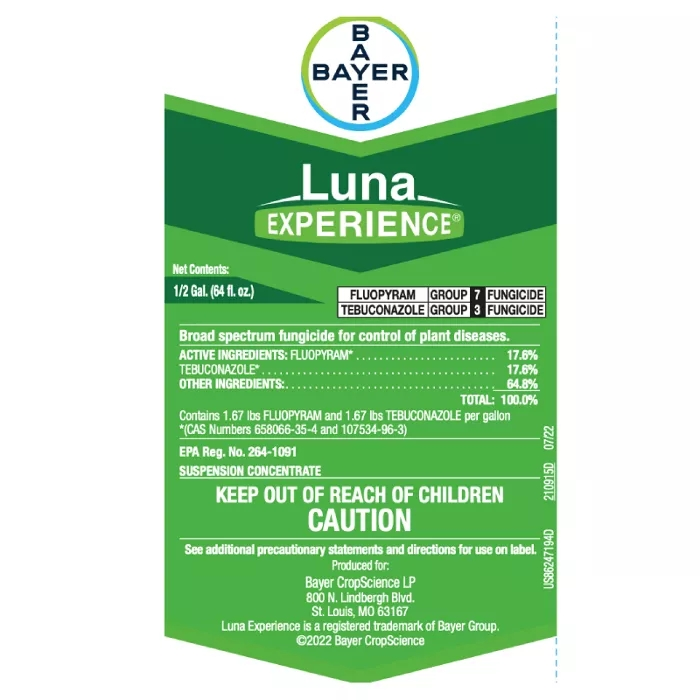 BAYER
BAYER
Luna
EXPERIENCE®
Net Contents:
1/2 Gal. (64 fl. oz.)
FLUOPYRAM GROUP 7 FUNGICIDE
TEBUCONAZOLE GROUP 3 FUNGICIDE
Broad spectrum fungicide for control of plant diseases.
ACTIVE INGREDIENTS: FLUOPYRAM* . . . . . . . . . . . . . . . . . . . . . . . . 17.6%
TEBUCONAZOLE* . . . . . . . . . . . . . . . . . . . . . . . . . . . . . . . . . . . . . . . 17.6%
OTHER INGREDIENTS: . . . . . . . . . . . . . . . . . . . . . . . . . . . . . . . . . . . 64.8%
TOTAL: 100.0%
Contains 1.67 lbs FLUOPYRAM and 1.67 lbs TEBUCONAZOLE per gallon
*(CAS Numbers 658066-35-4 and 107534-96-3)
EPA Reg. No. 264-1091
SUSPENSION CONCENTRATE
KEEP OUT OF REACH OF CHILDREN
CAUTION
See additional precautionary statements and directions for use on label.
Produced for:
Bayer CropScience LP
800 N. Lindbergh Blvd.
St. Louis, MO 63167
Luna Experience is a registered trademark of Bayer Group.
©2022 Bayer CropScience
US86247194D 210915D 07/22